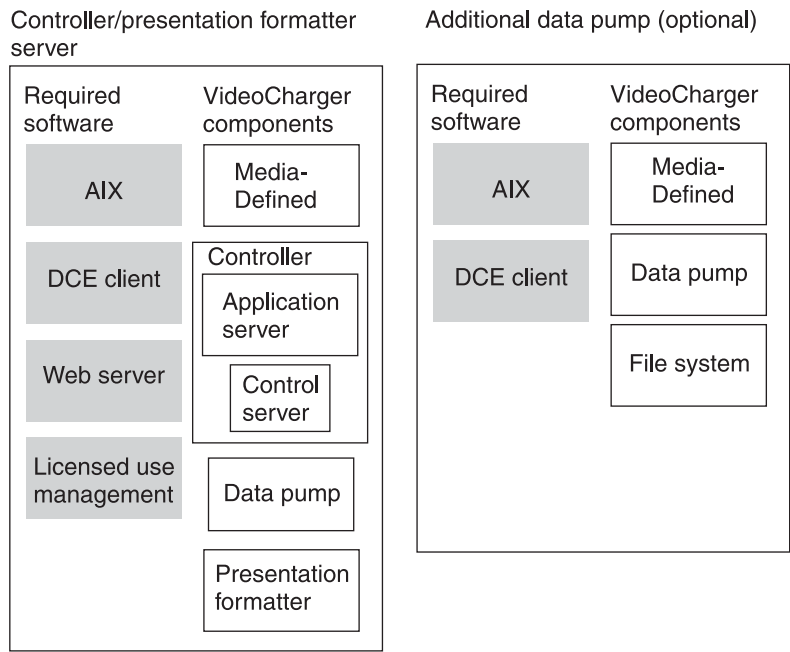 Controller/presentation formatter
server
Required
software
AIX
DCE client
Web server
Licensed use
management
VideoCharger
components
Media-
Defined
Controller
Application
server
Control
server
Data pump
Presentation
formatter
Additional data pump (optional)
Required
software
AIX
DCE client
VideoCharger
components
Media-
Defined
Data pump
File system